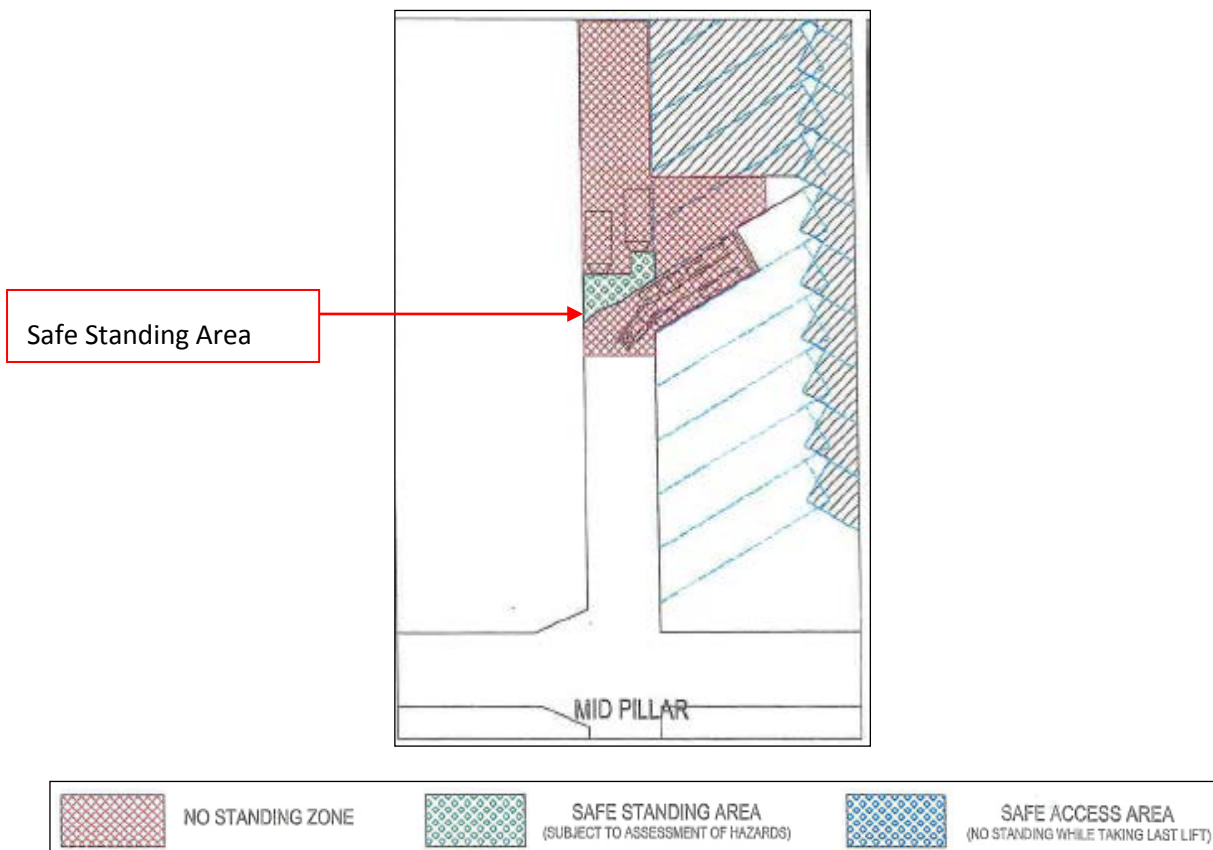 Safe Standing Area
MID PILLAR
NO STANDING ZONE
SAFE STANDING AREA
(SUBJECT TO ASSESSMENT OF HAZARDS)
SAFE ACCESS AREA
(NO STANDING WHILE TAKING LAST LIFT)